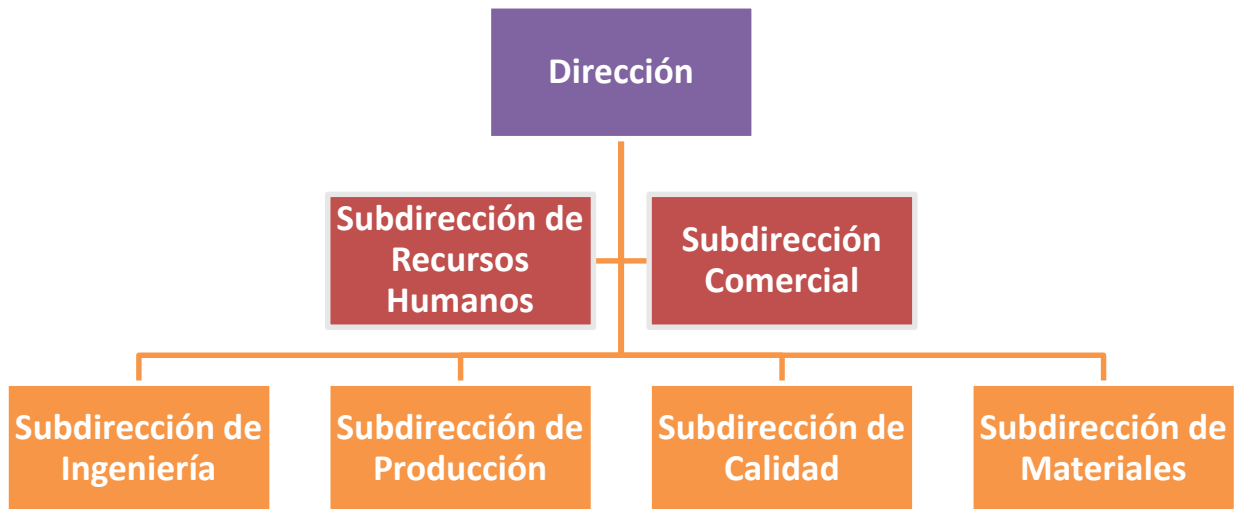 Dirección
Subdirección de
Recursos
Humanos
Subdirección
Comercial
Subdirección de
Ingeniería
Subdirección de
Producción
Subdirección de
Calidad
Subdirección de
Materiales